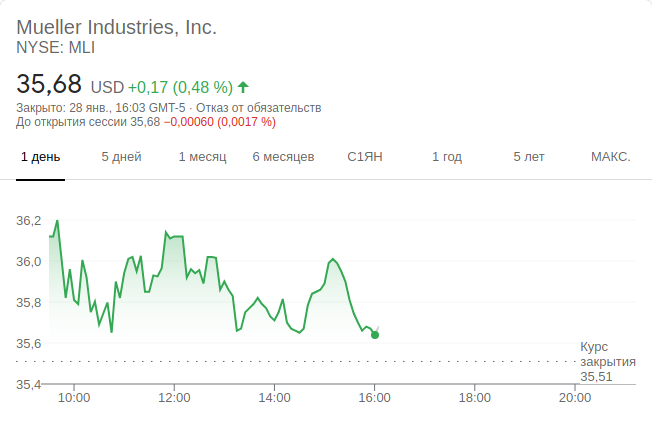 Mueller Industries, Inc.
NYSE: MLI
35,68 USD +0,17 (0,48 %)
Закрыто: 28 янв., 16:03 GMT-5 · Отказ от обязательств
До открытия сессии 35,68 −0,00060 (0,0017 %)
1 день 5 дней 1 месяц 6 месяцев С1ЯН 1 год 5 лет МАКС.
36,2
36,0
35,8
35,6
Курс
закрытия
35,51
35,4
10:00 12:00 14:00 16:00 18:00 20:00